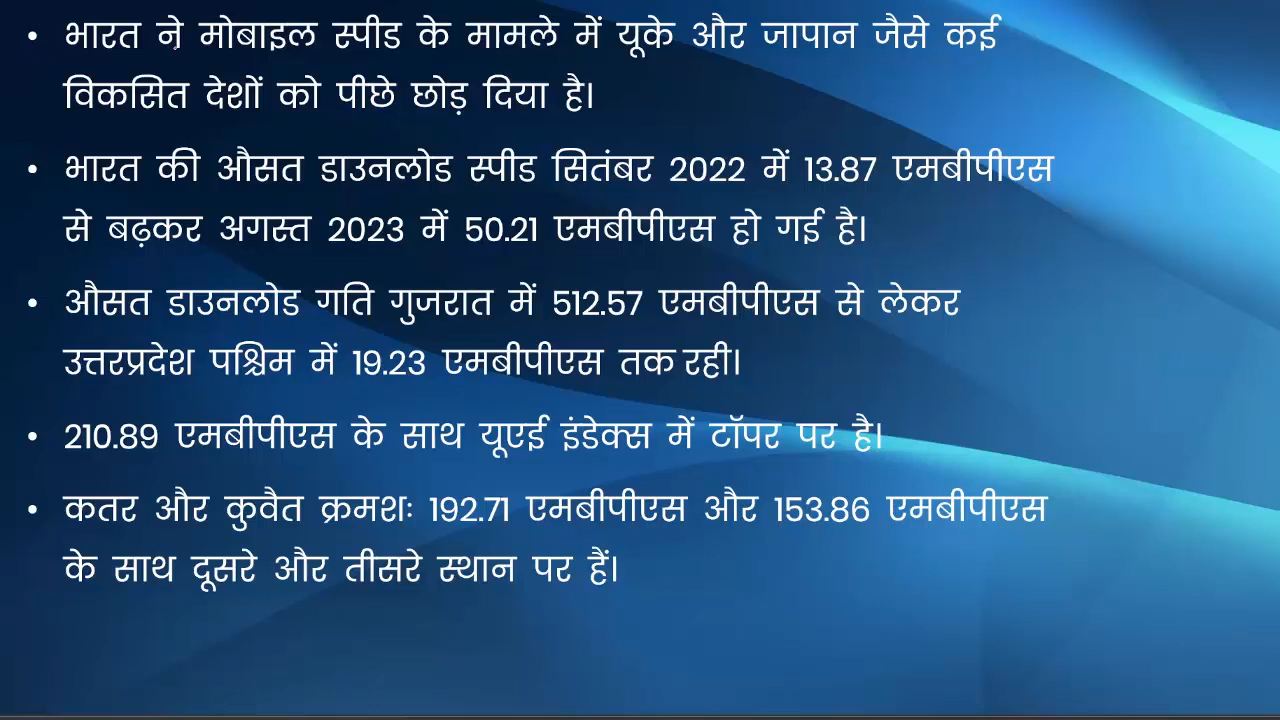 • भारत ने मोबाइल स्पीड के मामले में यूके और जापान जैसे कई
विकसित देशों को पीछे छोड़ दिया है।
• भारत की औसत डाउनलोड स्पीड सितंबर 2022 में 13.87 एमबीपीएस
से बढ़कर अगस्त 2023 में 50.21 एमबीपीएस हो गई है।
• औसत डाउनलोड गति गुजरात में 512.57 एमबीपीएस से लेकर
उत्तरप्रदेश पश्चिम में 19.23 एमबीपीएस तक रही।
• 210.89 एमबीपीएस के साथ यूएई इंडेक्स में टॉपर पर है।
• कतर और कुवैत क्रमशः 192.71 एमबीपीएस और 153.86 एमबीपीएस
के साथ दूसरे और तीसरे स्थान पर हैं।